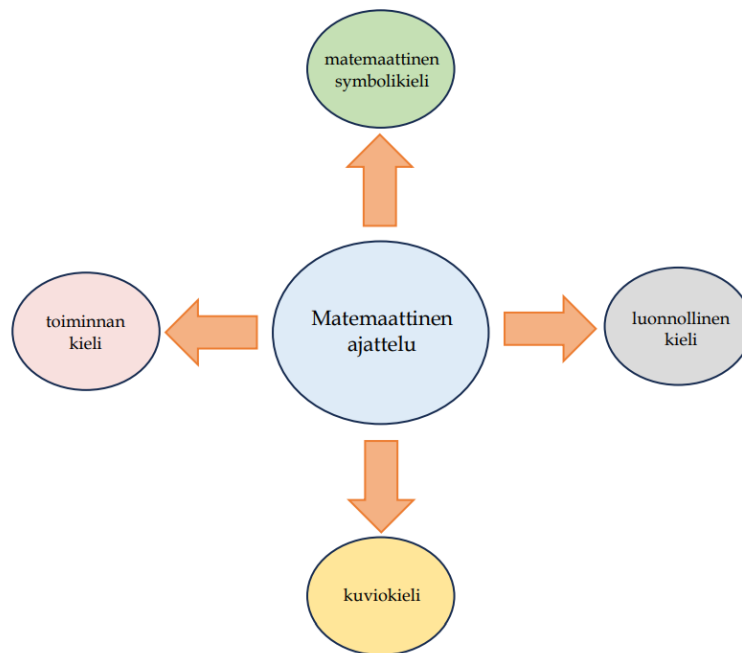 matemaattinen
symbolikieli
toiminnan
kieli
Matemaattinen
ajattelu
luonnollinen
kieli
kuviokieli